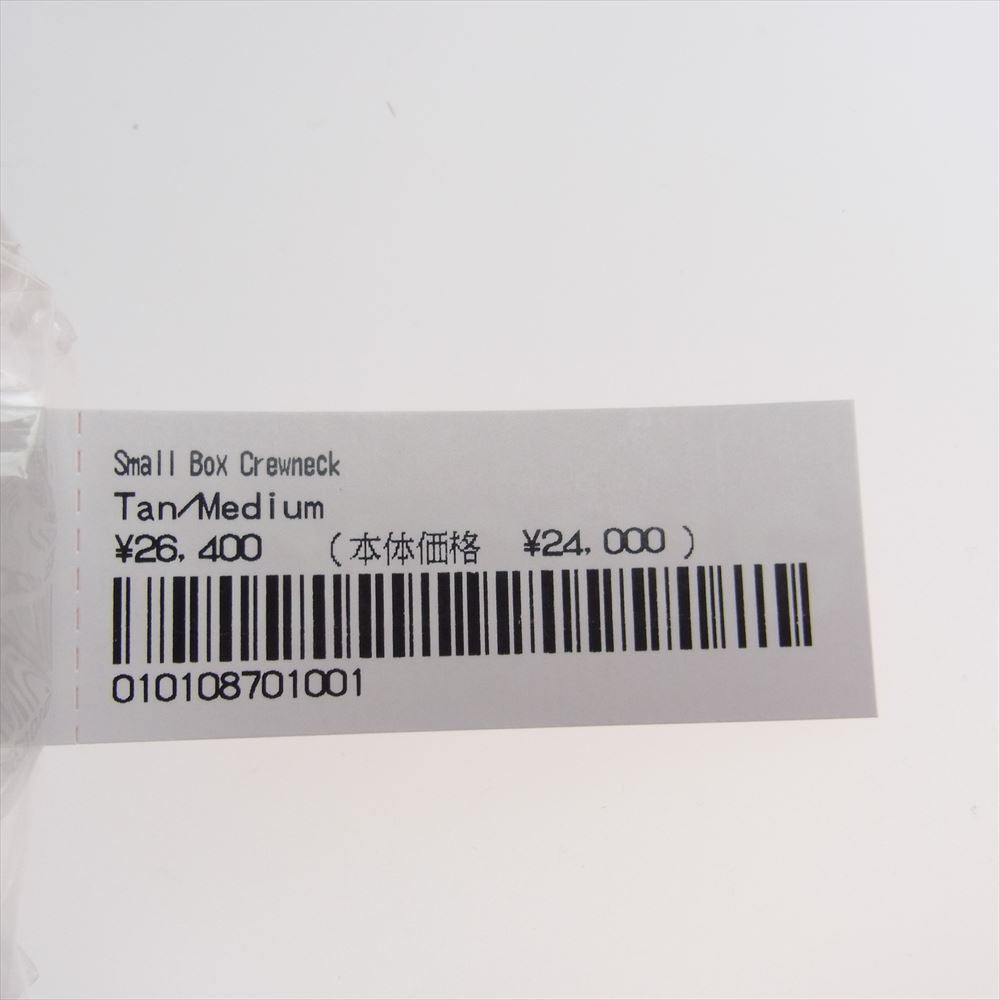 Small Box Crewneck
Tan/Medium
¥26,400 (本体価格 ¥24,000)
010108701001